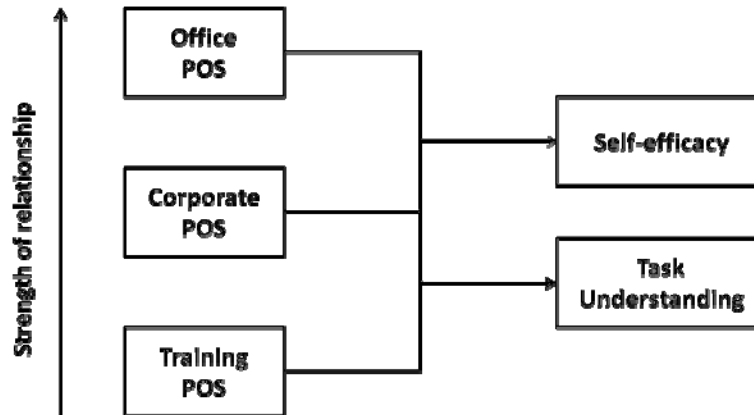 Office
POS
Self-efficacy
Corporate
POS
Task
Understanding
Training
POS
Strength of relationship